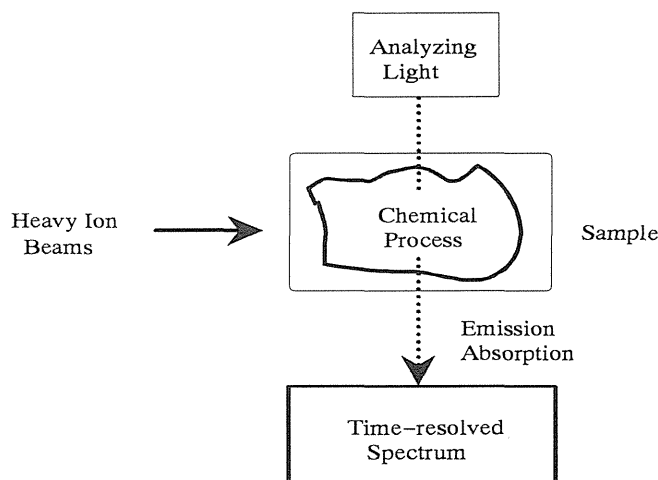 Analyzing
Light
Heavy Ion
Beams
Chemical
Process
Sample
Emission
Absorption
Time-resolved
Spectrum